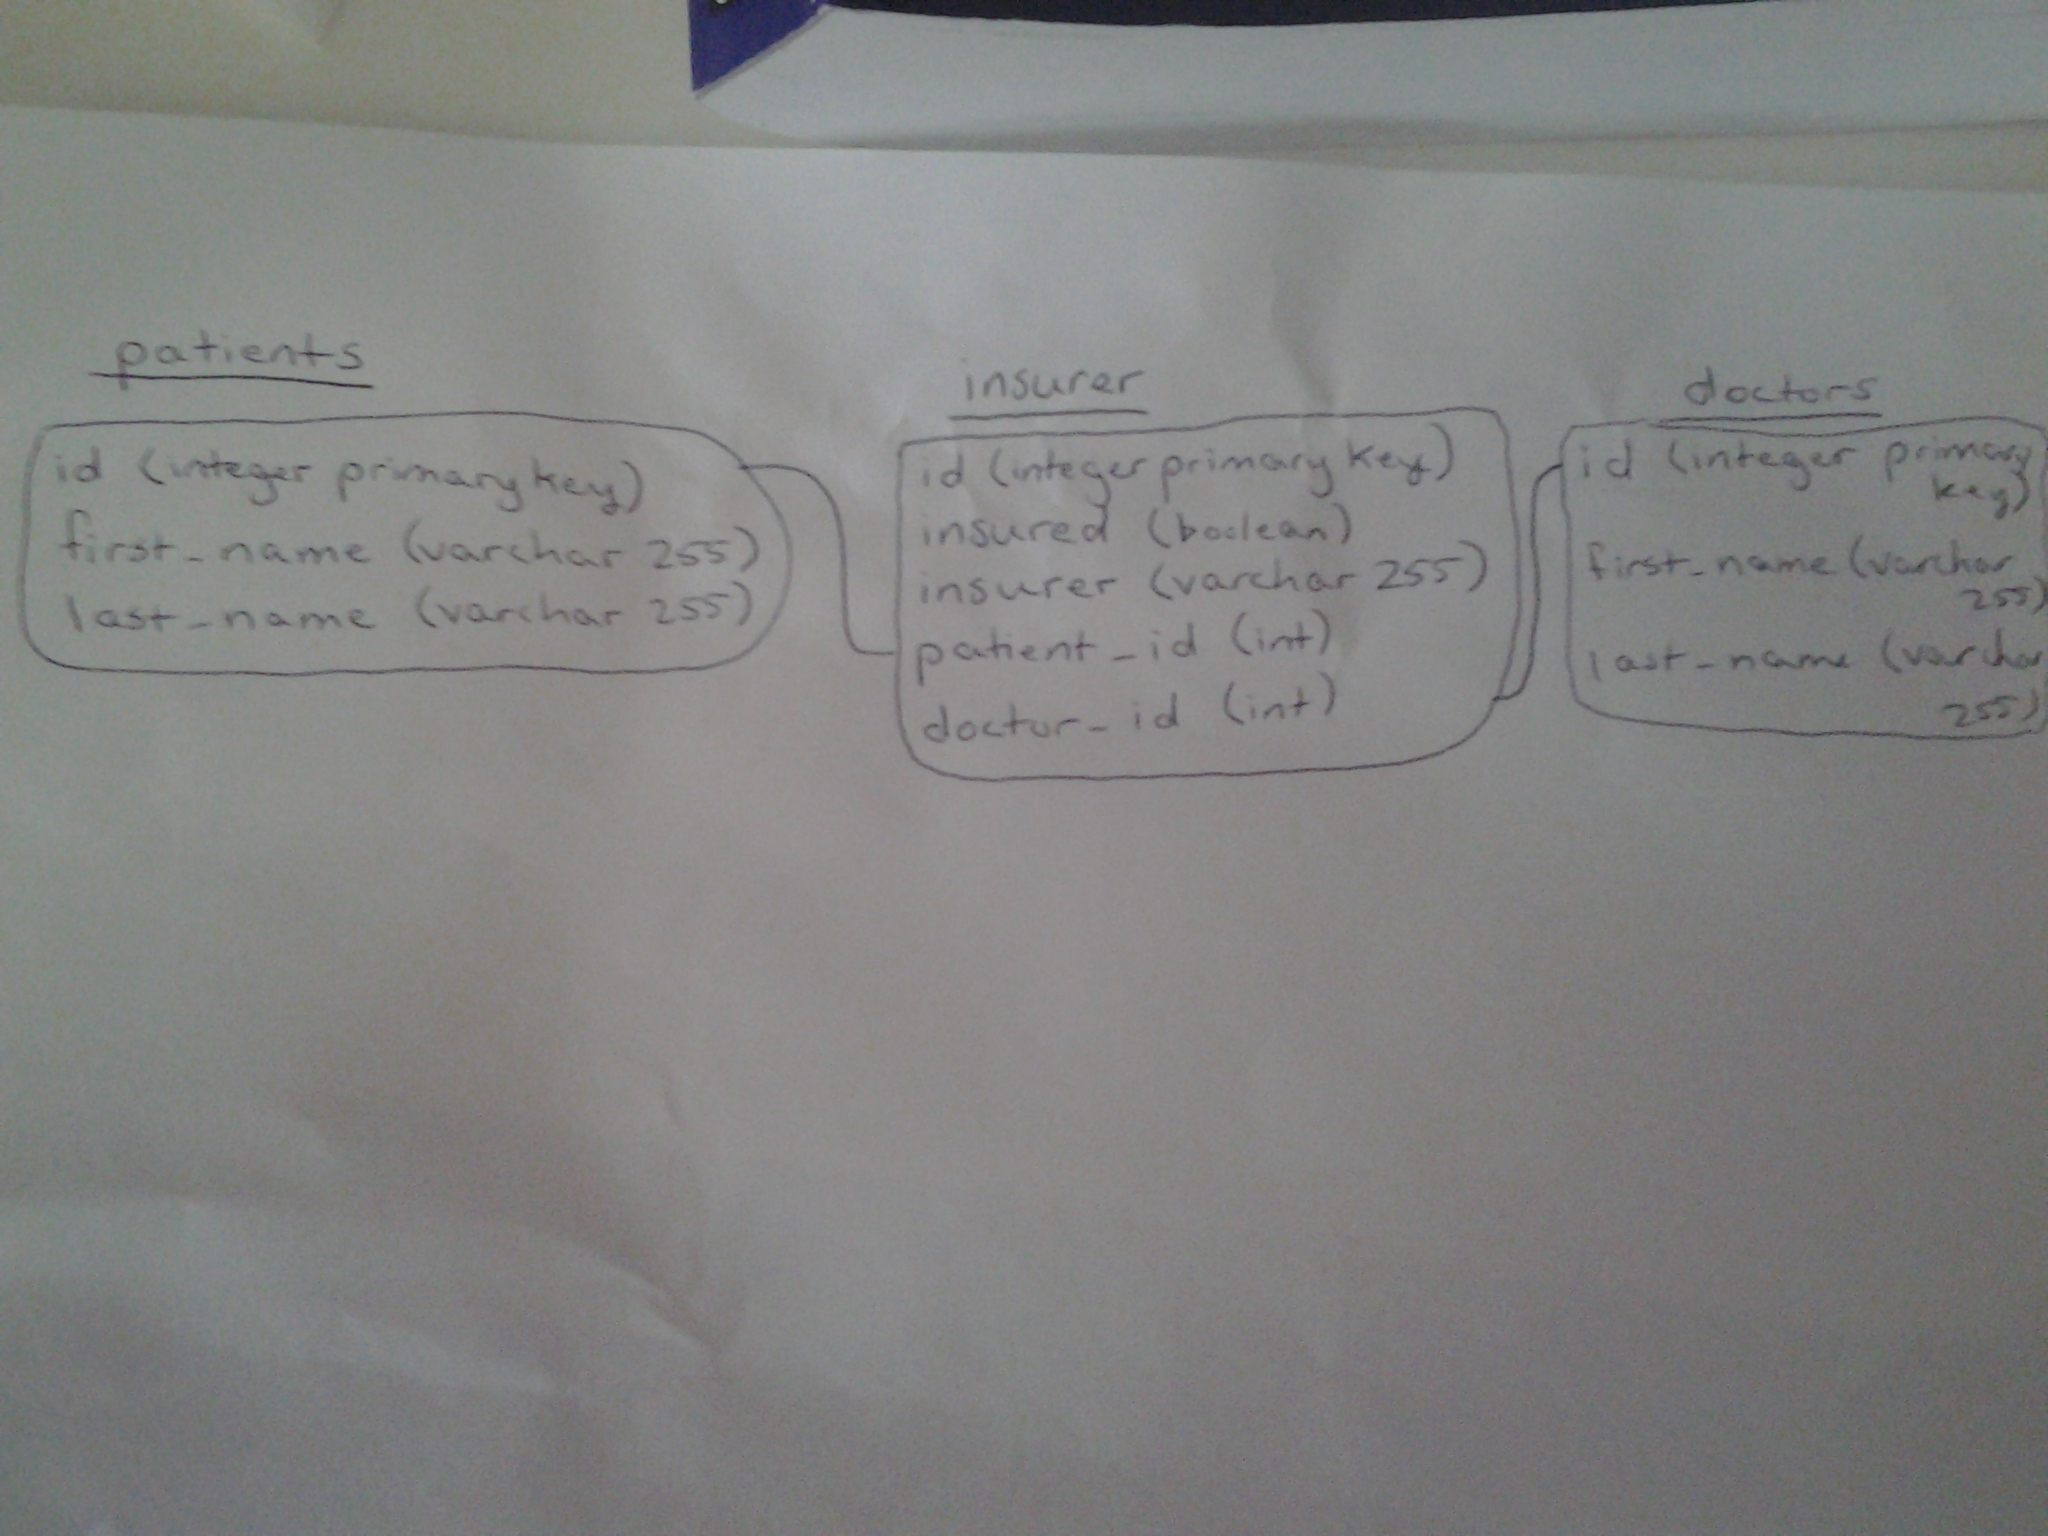 patients
id (integer primary key)
first_name (varchar 255)
last_name (varchar 255)
insurer
id (integer primary key)
insured (boolean)
insurer (varchar 255)
patient_id (int)
doctor_id (int)
doctors
id (integer primary
key)
first_name (varchar
255)
last_name (varchar
255)